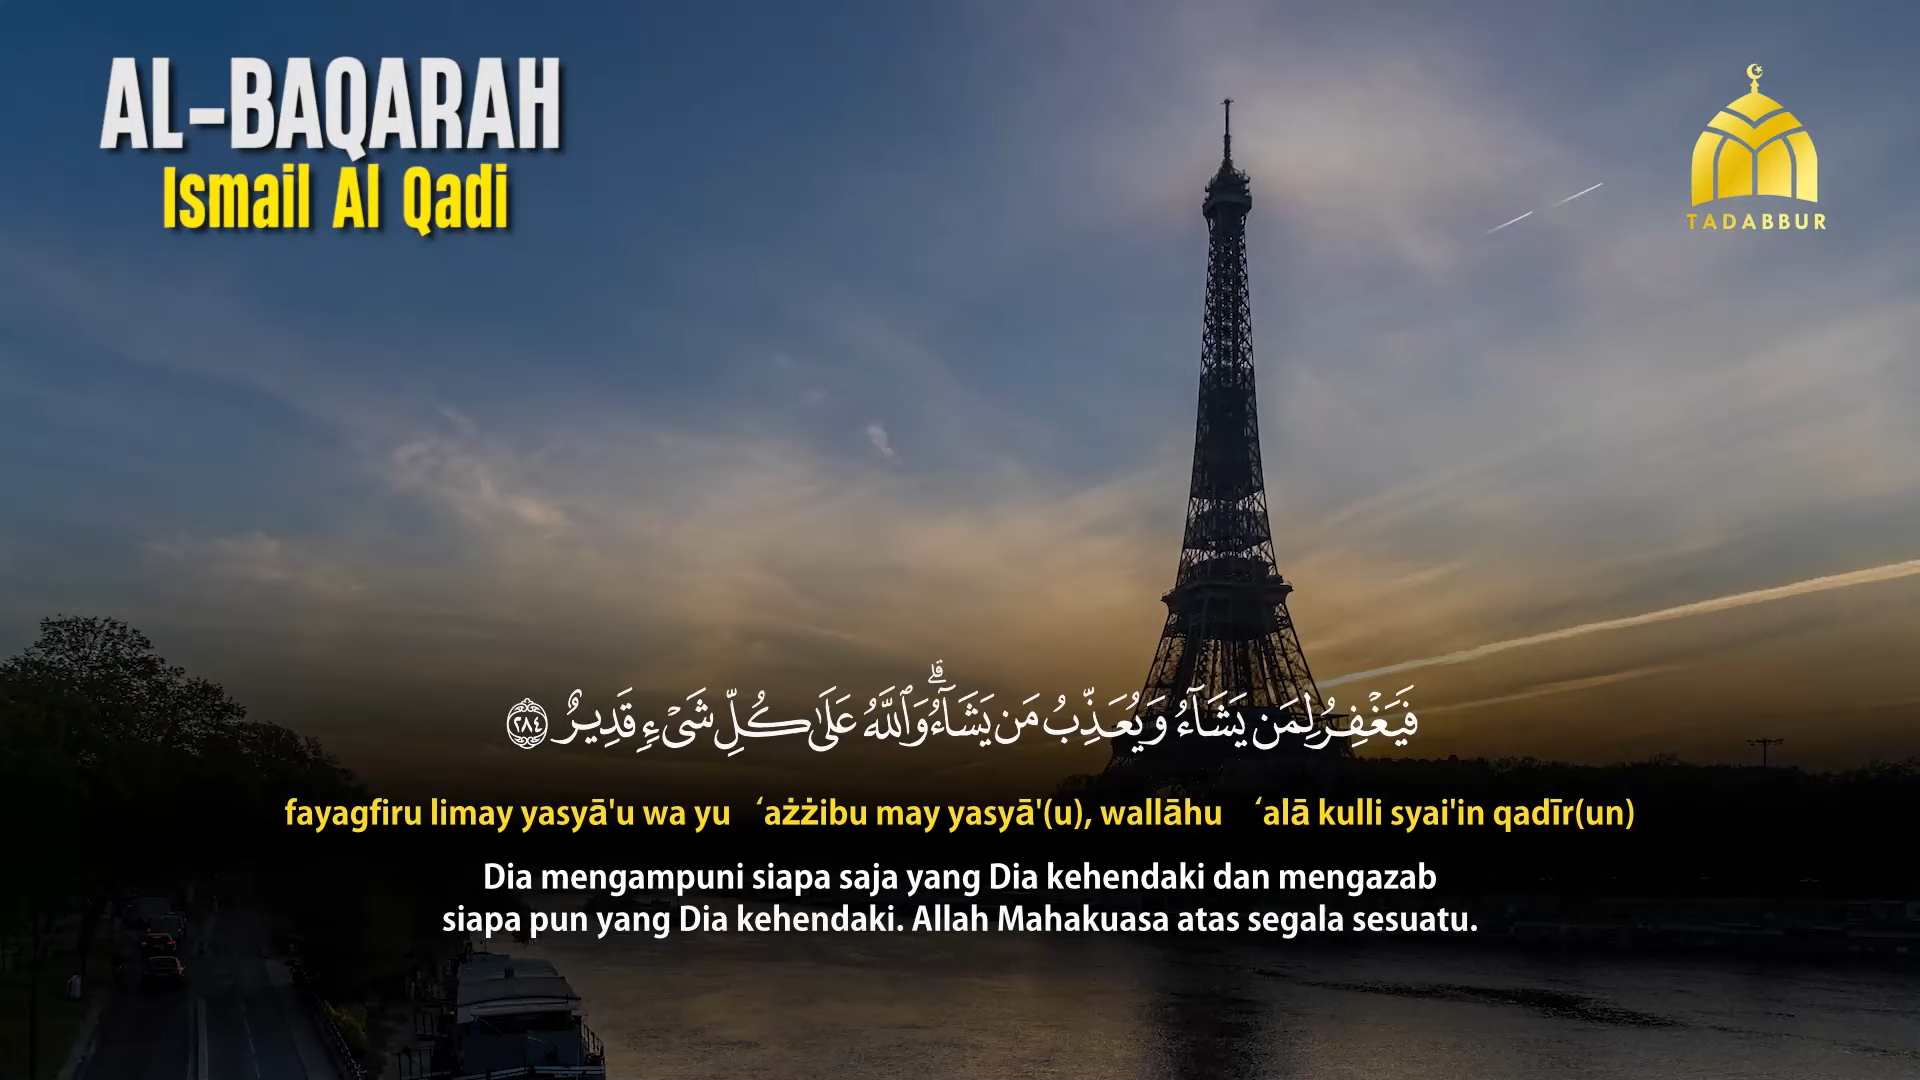 AL-BAQARAH
Ismail Al Qadi
TADABBUR
فَيَغْفِرُ لِمَن يَشَآءُ وَيُعَذِّبُ مَن يَشَآءُ ۗ وَٱللَّهُ عَلَىٰ كُلِّ شَىْءٍ قَدِيرٌ ٢٨٤
fayagfiru limay yasyā'u wa yu ‘ażżibu may yasyā'(u), wallāhu ‘alā kulli syai'in qadīr(un)
Dia mengampuni siapa saja yang Dia kehendaki dan mengazab
siapa pun yang Dia kehendaki. Allah Mahakuasa atas segala sesuatu.